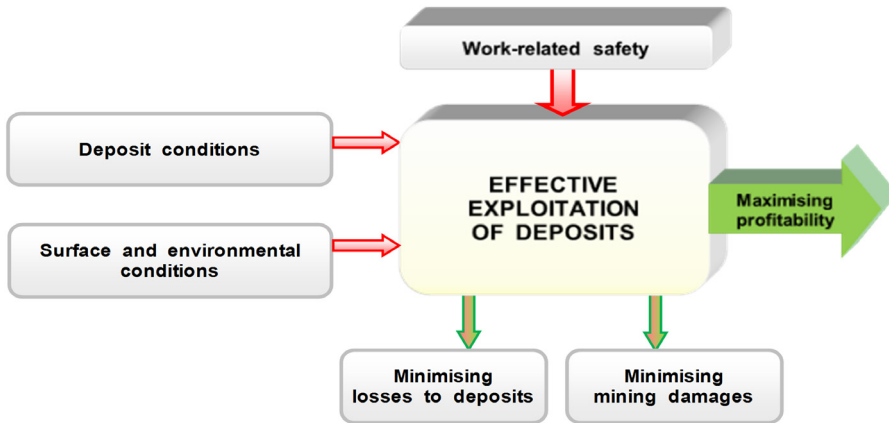 Work-related safety
Deposit conditions
EFFECTIVE
EXPLOITATION
OF DEPOSITS
Maximising
profitability
Surface and environmental
conditions
Minimising
losses to deposits
Minimising
mining damages